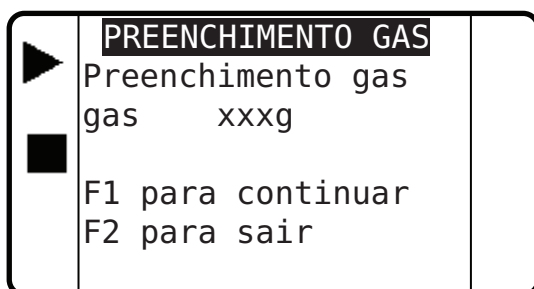 PREENCHIMENTO GAS
Preenchimento gas
gas xxxg
F1 para continuar
F2 para sair